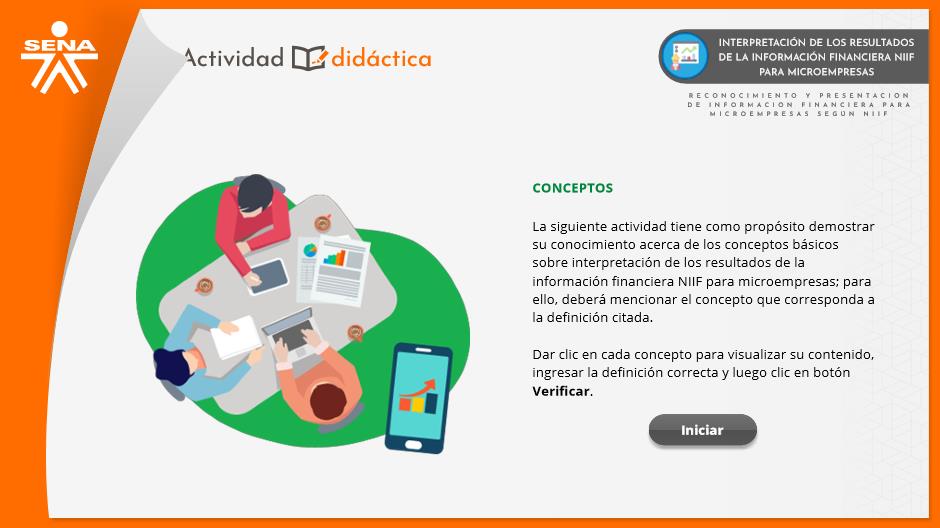 SENA
Actividad didáctica
INTERPRETACIÓN DE LOS RESULTADOS
DE LA INFORMACIÓN FINANCIERA NIIF
PARA MICROEMPRESAS
RECONOCIMIENTO Y PRESENTACION
DE INFORMACION FINANCIERA PARA
MICROEMPRESAS SEGÚN NIIF
CONCEPTOS
La siguiente actividad tiene como propósito demostrar
su conocimiento acerca de los conceptos básicos
sobre interpretación de los resultados de la
información financiera NIIF para microempresas; para
ello, deberá mencionar el concepto que corresponda a
la definición citada.
Dar clic en cada concepto para visualizar su contenido,
ingresar la definición correcta y luego clic en botón
Verificar.
Iniciar